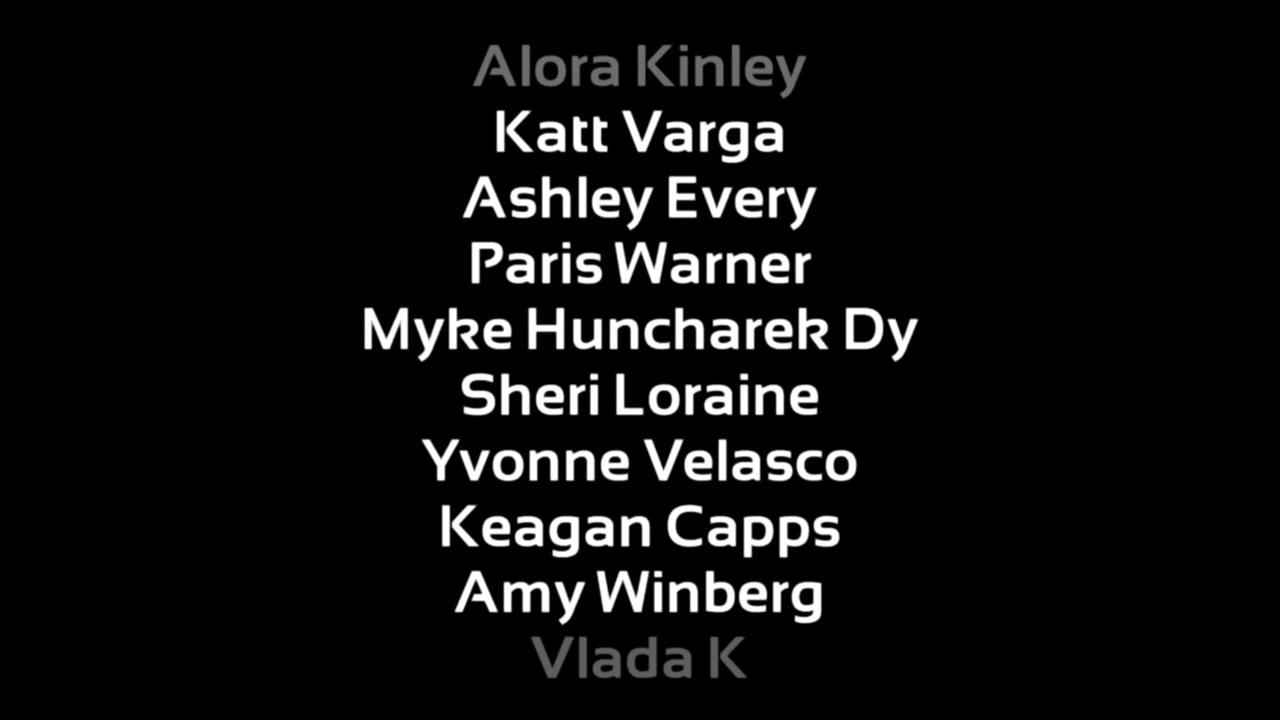 Alora Kinley
Katt Varga
Ashley Every
Paris Warner
Myke Huncharek Dy
Sheri Loraine
Yvonne Velasco
Keagan Capps
Amy Winberg
Vlada K